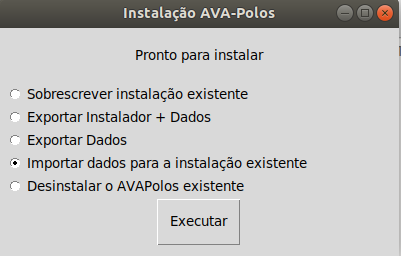 Instalação AVA-Polos
Pronto para instalar
Sobrescrever instalação existente
Exportar Instalador + Dados
Exportar Dados
Importar dados para a instalação existente
Desinstalar o AVAPolos existente
Executar